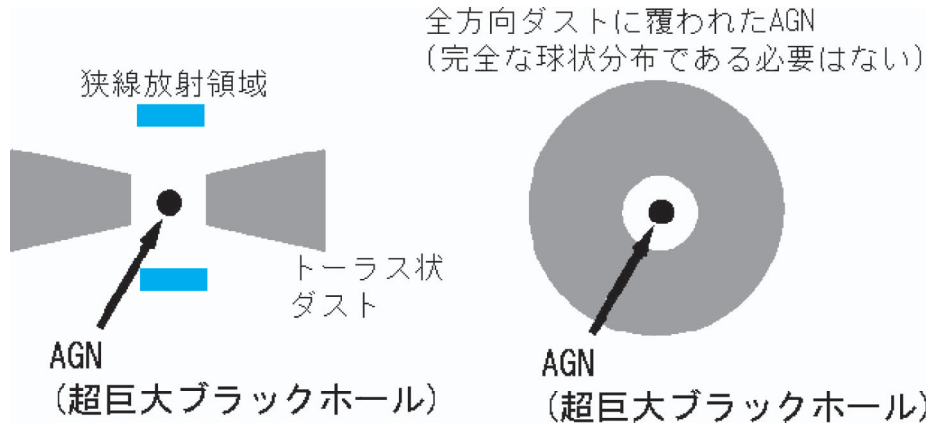 全方向ダストに覆われたAGN
(完全な球状分布である必要はない)
狭線放射領域
トーラス状
ダスト
AGN
(超巨大ブラックホール)
AGN
(超巨大ブラックホール)